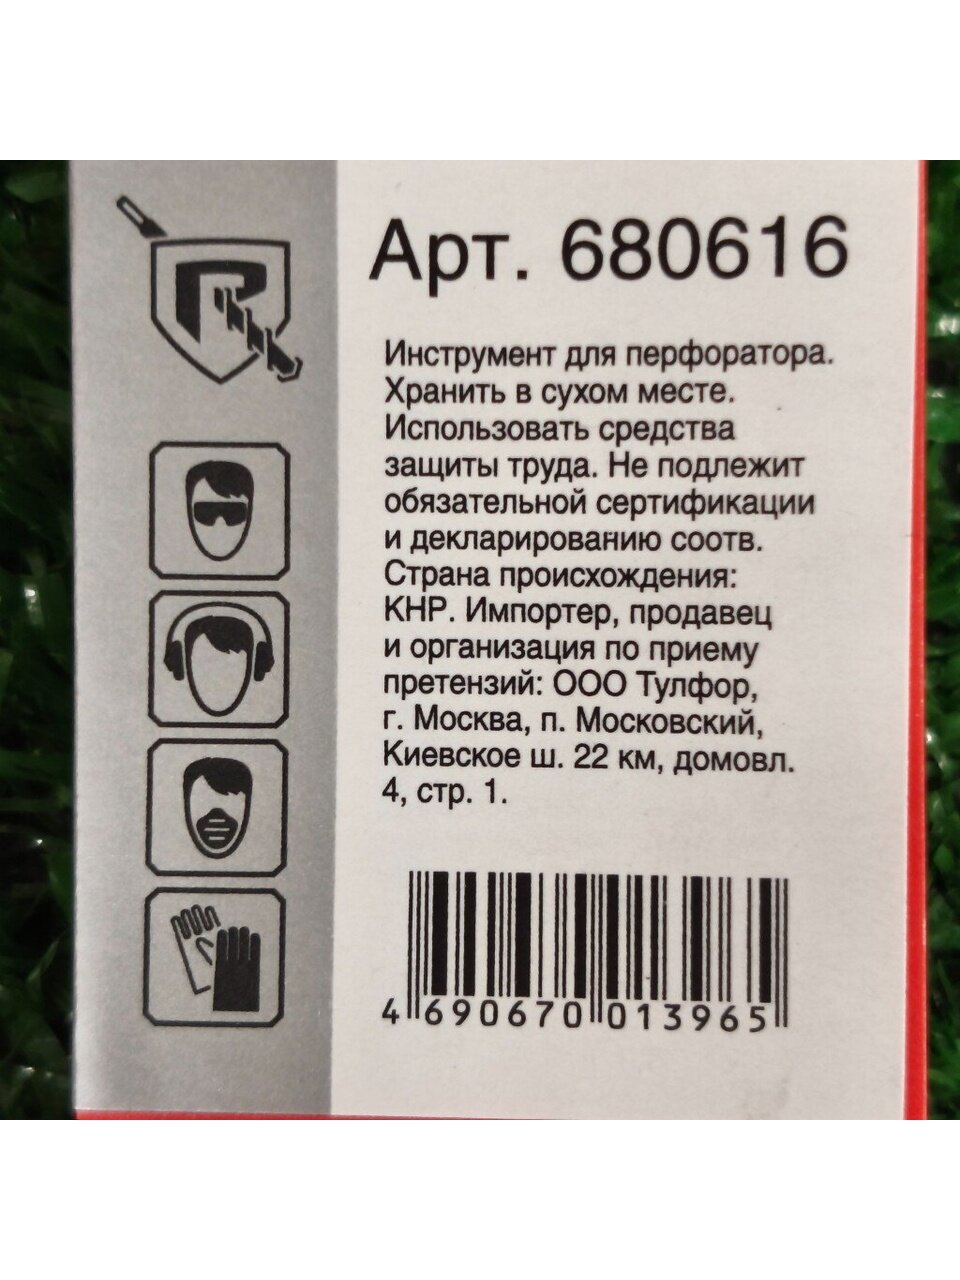 Арт. 680616
Инструмент для перфоратора.
Хранить в сухом месте.
Использовать средства
защиты труда. Не подлежит
обязательной сертификации
и декларированию соотв.
Страна происхождения:
КНР. Импортер, продавец
и организация по приему
претензий: ООО Тулфор,
г. Москва, п. Московский,
Киевское ш. 22 км, домовл.
4, стр. 1.
4 690670 013965